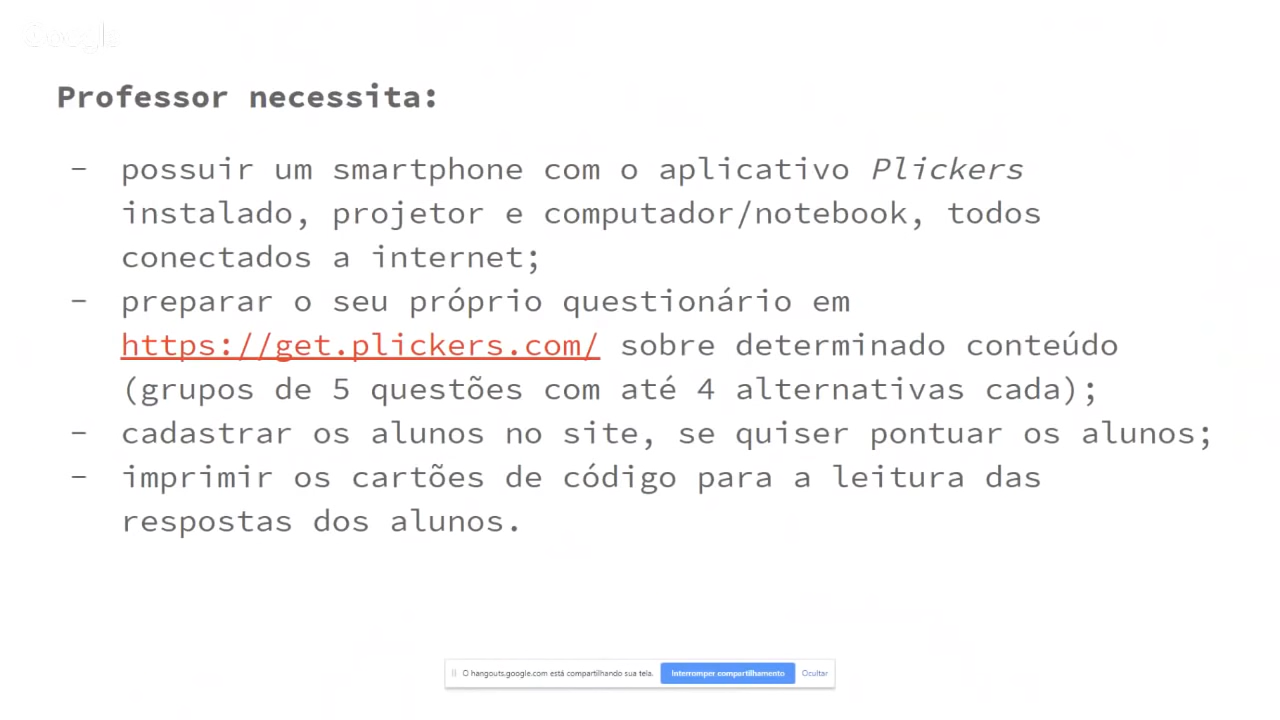 Google
Professor necessita:
- possuir um smartphone com o aplicativo Plickers
instalado, projetor e computador/notebook, todos
conectados a internet;
- preparar o seu próprio questionário em
https://get.plickers.com/ sobre determinado conteúdo
(grupos de 5 questões com até 4 alternativas cada);
- cadastrar os alunos no site, se quiser pontuar os alunos;
- imprimir os cartões de código para a leitura das
respostas dos alunos.
O hangouts.google.com está compartilhando sua tela. Interromper compartilhamento Ocultar